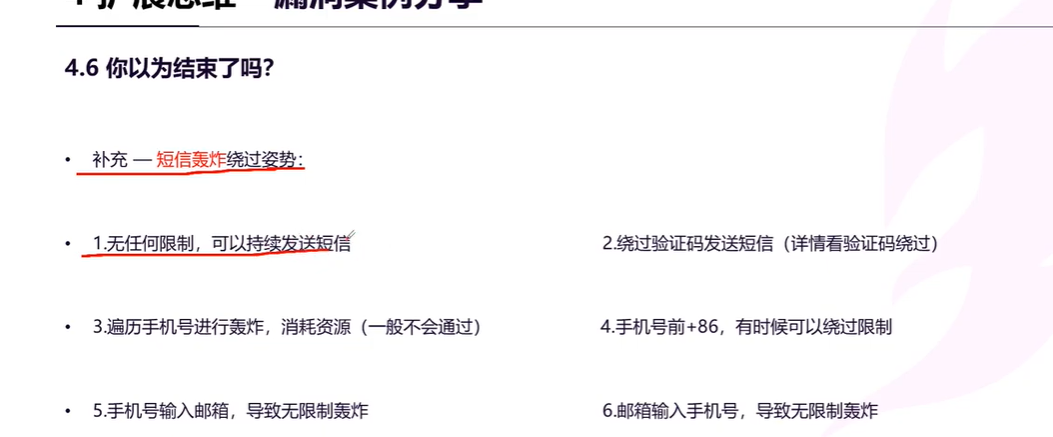 4.6 你以为结束了吗?
• 补充 — 短信轰炸绕过姿势:
• 1.无任何限制，可以持续发送短信
2.绕过验证码发送短信（详情看验证码绕过）
• 3.遍历手机号进行轰炸，消耗资源（一般不会通过）
4.手机号前+86，有时候可以绕过限制
• 5.手机号输入邮箱，导致无限制轰炸
6.邮箱输入手机号，导致无限制轰炸